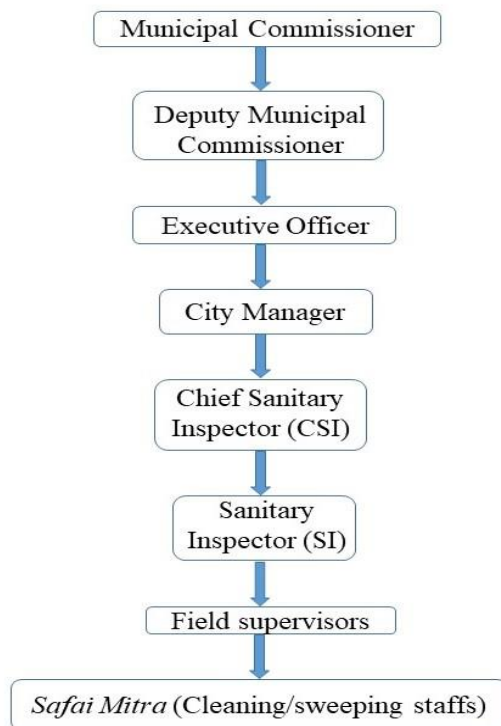 Municipal Commissioner
Deputy Municipal
Commissioner
Executive Officer
City Manager
Chief Sanitary
Inspector (CSI)
Sanitary
Inspector (SI)
Field supervisors
Safai Mitra (Cleaning/sweeping staffs)